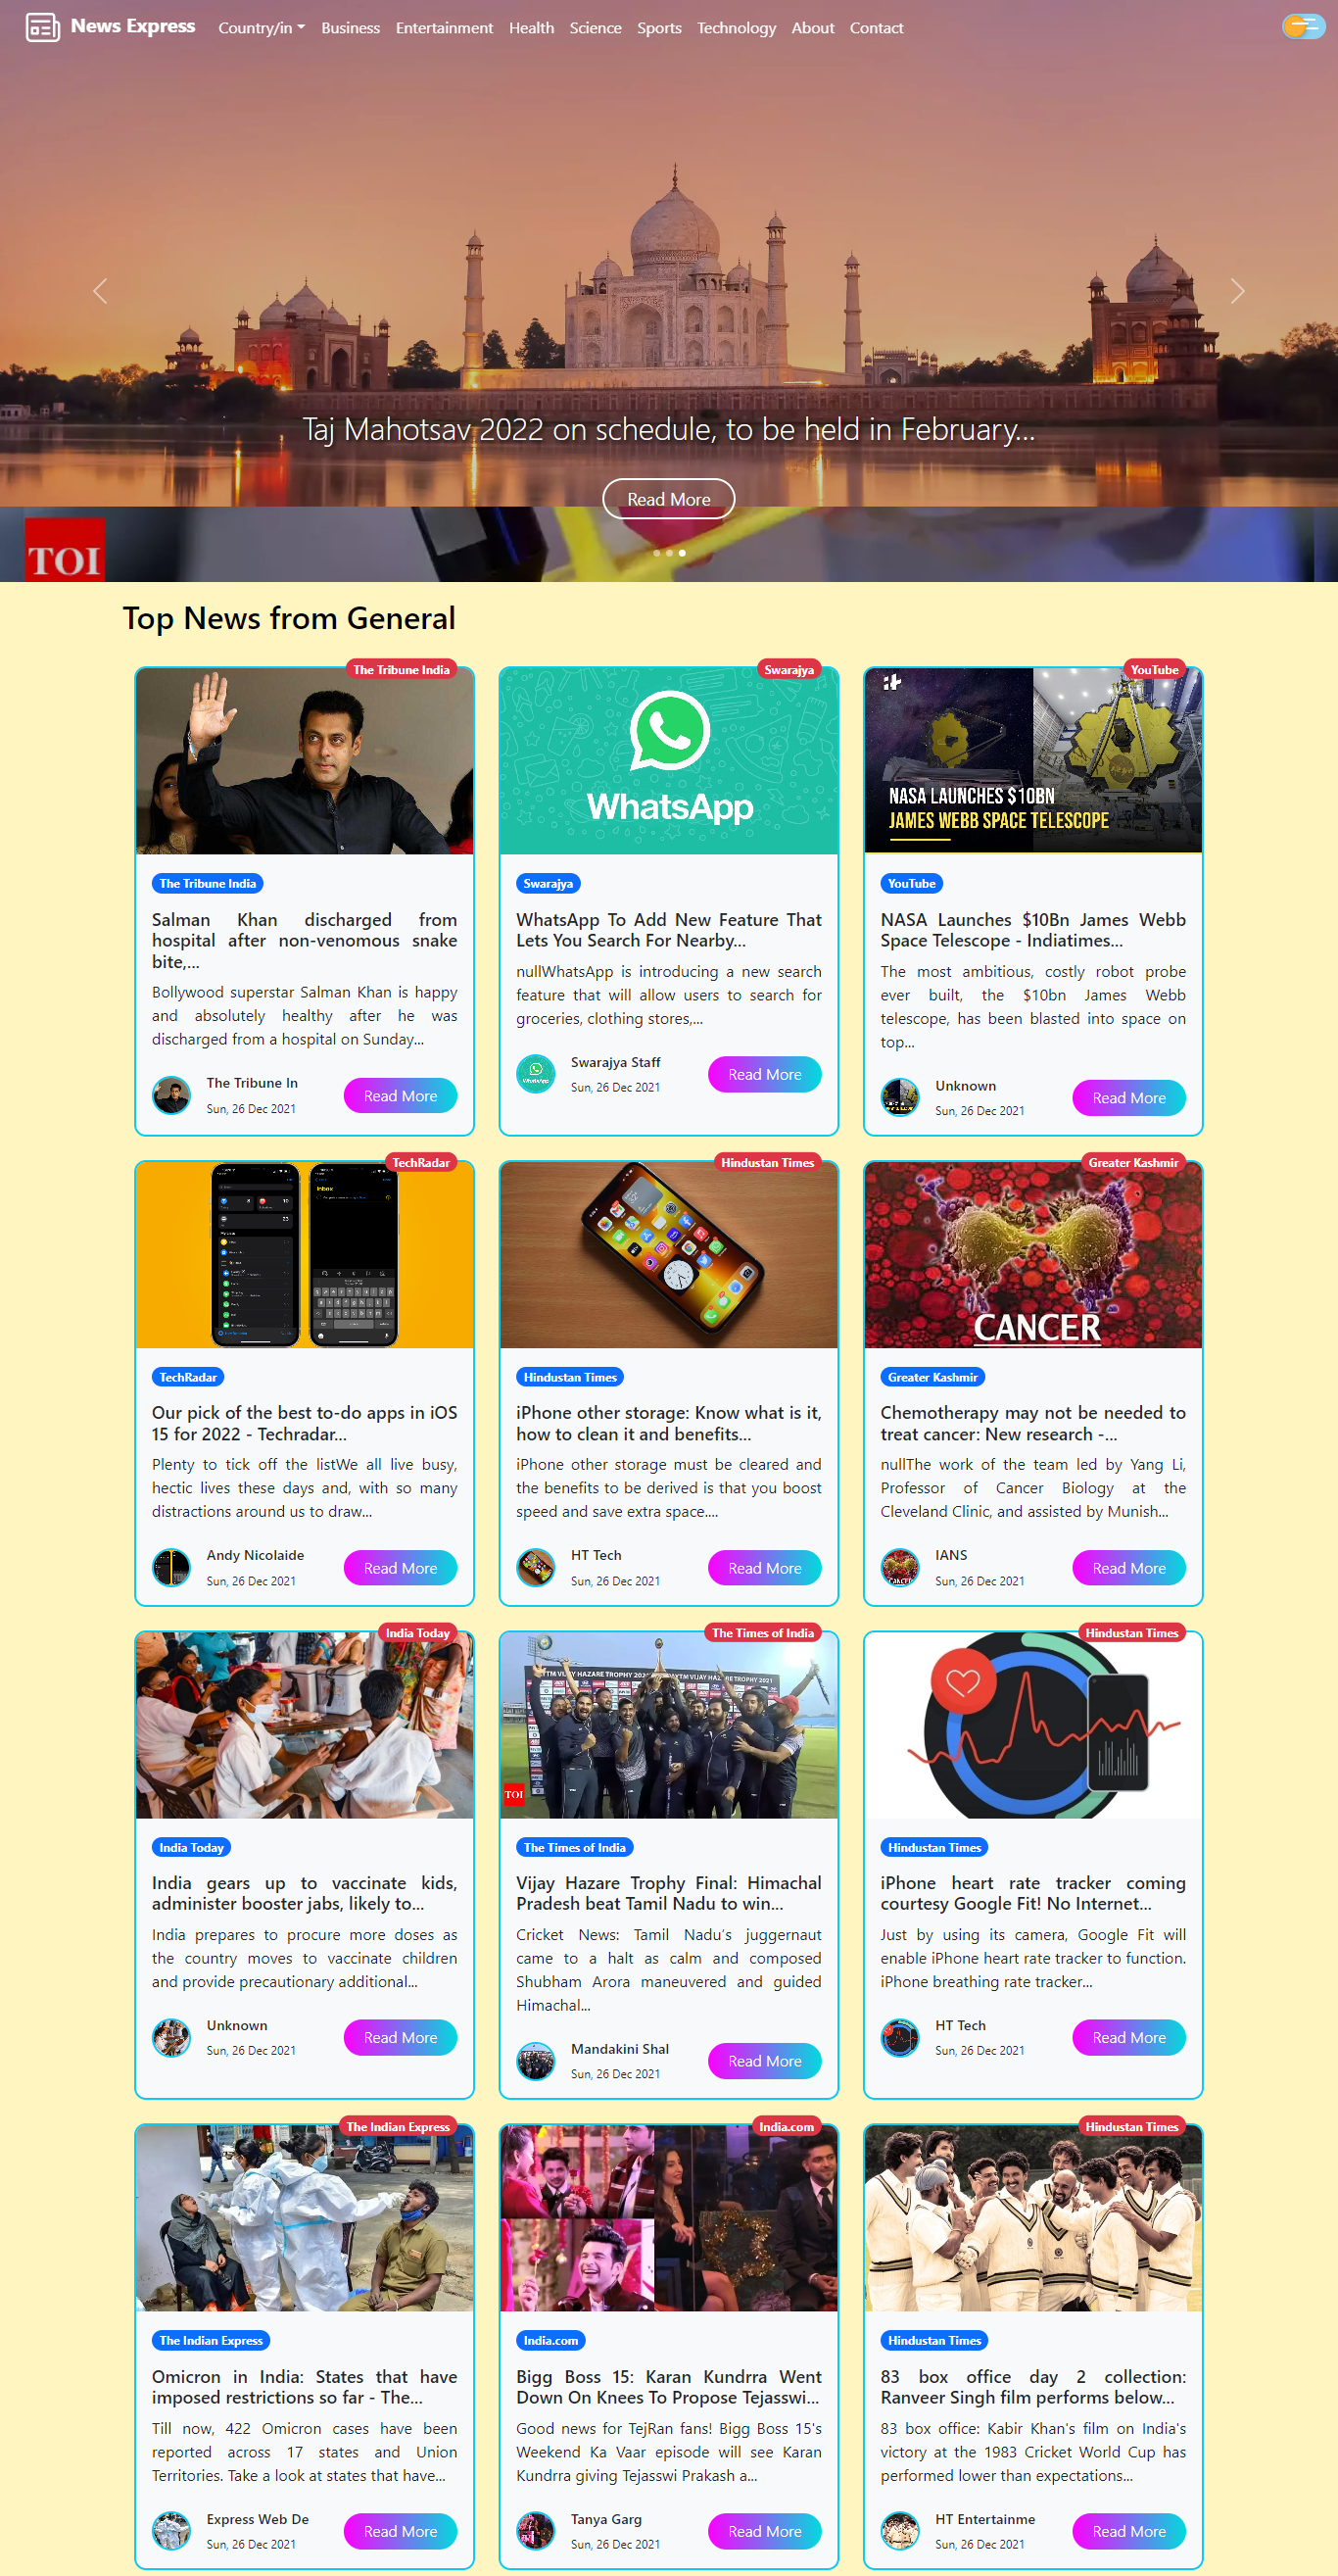 News Express
Country/in
Business
Entertainment
Health
Science
Sports
Technology
About
Contact
Taj Mahotsav 2022 on schedule, to be held in February...
Read More
TOI
Top News from General
The Tribune India
The Tribune India
Salman Khan discharged from
hospital after non-venomous snake
bite,...
Bollywood superstar Salman Khan is happy
and absolutely healthy after he was
discharged from a hospital on Sunday...
The Tribune In
Sun, 26 Dec 2021
Read More
Swarajya
WhatsApp
Swarajya
WhatsApp To Add New Feature That
Lets You Search For Nearby...
nullWhatsApp is introducing a new search
feature that will allow users to search for
groceries, clothing stores,...
Swarajya Staff
Sun, 26 Dec 2021
Read More
YouTube
NASA LAUNCHES $10BN
JAMES WEBB SPACE TELESCOPE
YouTube
NASA Launches $10Bn James Webb
Space Telescope - Indiatimes...
The most ambitious, costly robot probe
ever built, the $10bn James Webb
telescope, has been blasted into space on
top...
Unknown
Sun, 26 Dec 2021
Read More
TechRadar
Inbox
TechRadar
Our pick of the best to-do apps in iOS
15 for 2022 - Techradar...
Plenty to tick off the listWe all live busy,
hectic lives these days and, with so many
distractions around us to draw...
Andy Nicolaide
Sun, 26 Dec 2021
Read More
Hindustan Times
Hindustan Times
iPhone other storage: Know what is it,
how to clean it and benefits...
iPhone other storage must be cleared and
the benefits to be derived is that you boost
speed and save extra space....
HT Tech
Sun, 26 Dec 2021
Read More
Greater Kashmir
CANCER
Greater Kashmir
Chemotherapy may not be needed to
treat cancer: New research -...
nullThe work of the team led by Yang Li,
Professor of Cancer Biology at the
Cleveland Clinic, and assisted by Munish...
IANS
Sun, 26 Dec 2021
Read More
India Today
India Today
India gears up to vaccinate kids,
administer booster jabs, likely to...
India prepares to procure more doses as
the country moves to vaccinate children
and provide precautionary additional...
Unknown
Sun, 26 Dec 2021
Read More
The Times of India
TOI
The Times of India
Vijay Hazare Trophy Final: Himachal
Pradesh beat Tamil Nadu to win...
Cricket News: Tamil Nadu's juggernaut
came to a halt as calm and composed
Shubham Arora maneuvered and guided
Himachal...
Mandakini Shal
Sun, 26 Dec 2021
Read More
Hindustan Times
Hindustan Times
iPhone heart rate tracker coming
courtesy Google Fit! No Internet...
Just by using its camera, Google Fit will
enable iPhone heart rate tracker to function.
iPhone breathing rate tracker...
HT Tech
Sun, 26 Dec 2021
Read More
The Indian Express
The Indian Express
Omicron in India: States that have
imposed restrictions so far - The...
Till now, 422 Omicron cases have been
reported across 17 states and Union
Territories. Take a look at states that have...
Express Web De
Sun, 26 Dec 2021
Read More
India.com
India.com
Bigg Boss 15: Karan Kundrra Went
Down On Knees To Propose Tejasswi...
Good news for TejRan fans! Bigg Boss 15's
Weekend Ka Vaar episode will see Karan
Kundrra giving Tejasswi Prakash a...
Tanya Garg
Sun, 26 Dec 2021
Read More
Hindustan Times
Hindustan Times
83 box office day 2 collection:
Ranveer Singh film performs below...
83 box office: Kabir Khan's film on India's
victory at the 1983 Cricket World Cup has
performed lower than expectations...
HT Entertainme
Sun, 26 Dec 2021
Read More